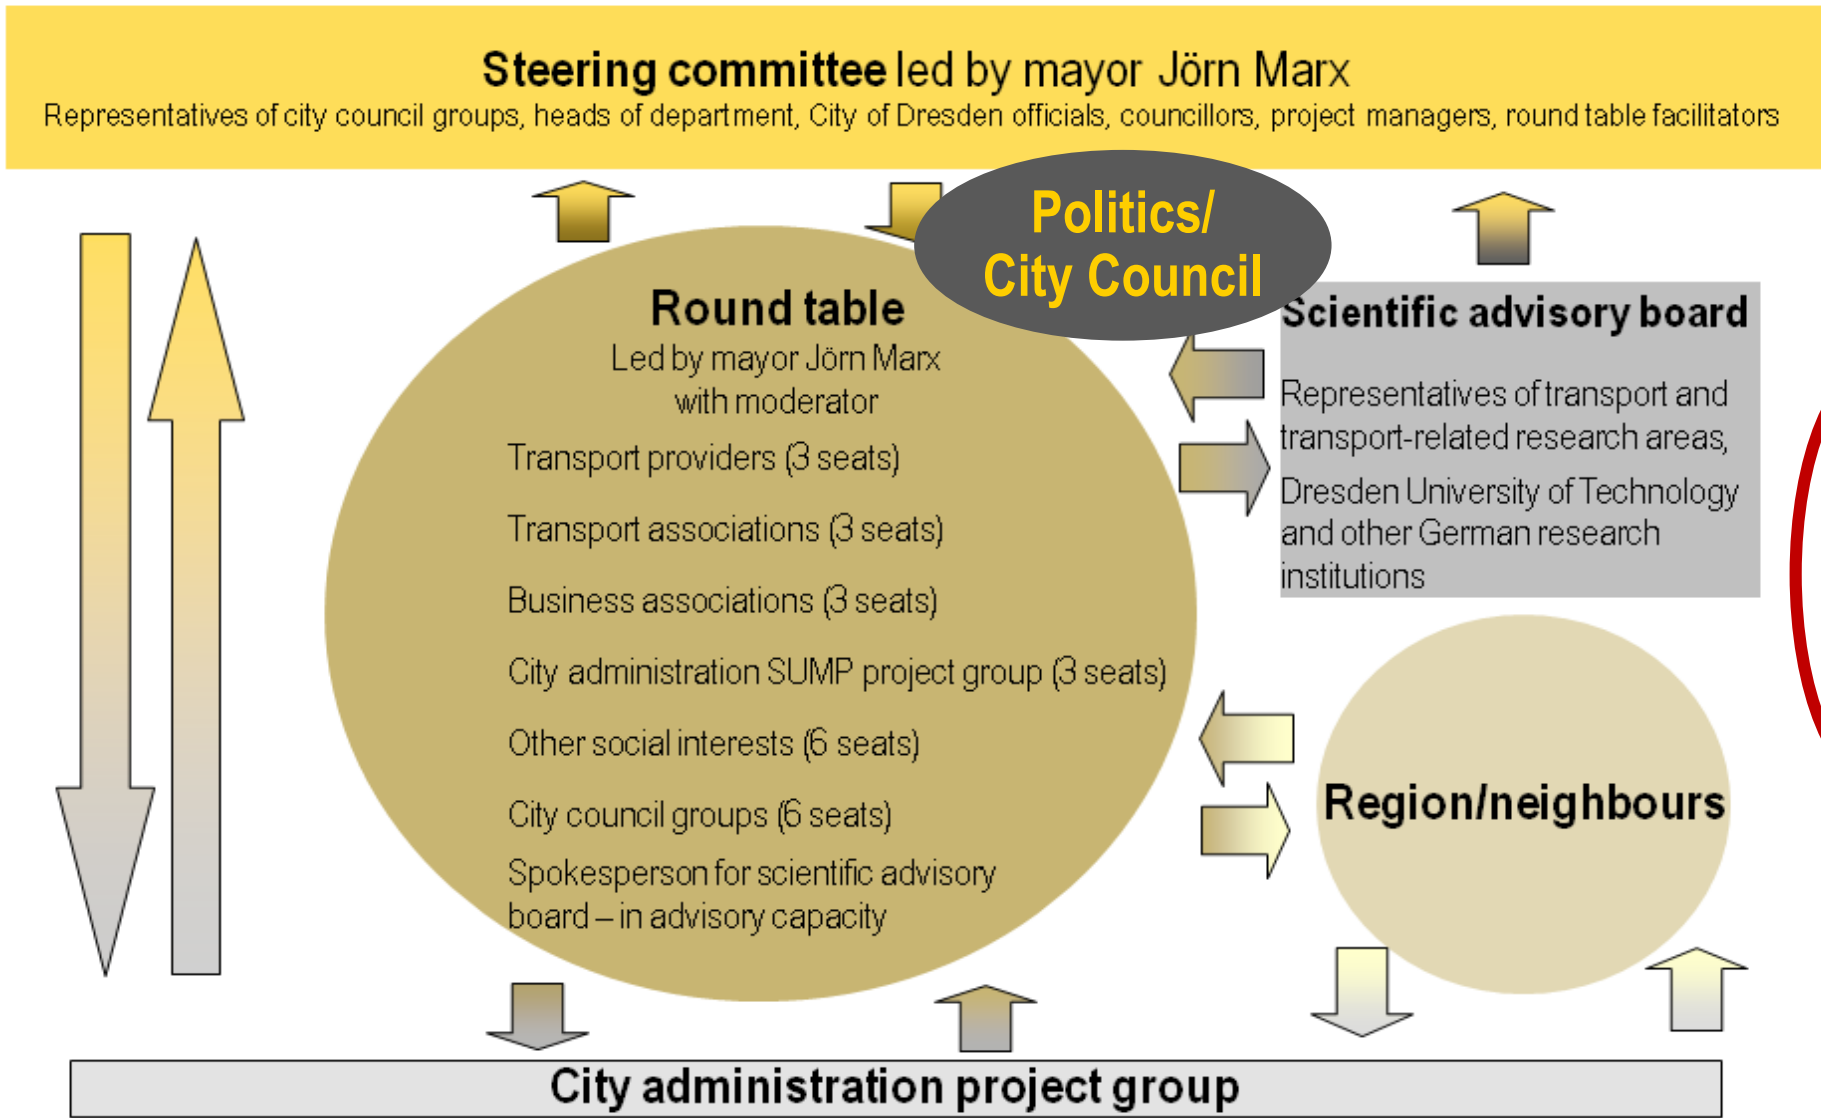 Steering committee led by mayor Jörn Marx
Representatives of city council groups, heads of department, City of Dresden officials, councillors, project managers, round table facilitators
Politics/
City Council
Round table
Led by mayor Jörn Marx
with moderator
Transport providers (3 seats)
Transport associations (3 seats)
Business associations (3 seats)
City administration SUMP project group (3 seats)
Other social interests (6 seats)
City council groups (6 seats)
Spokesperson for scientific advisory
board – in advisory capacity
Scientific advisory board
Representatives of transport and
transport-related research areas,
Dresden University of Technology
and other German research
institutions
Region/neighbours
City administration project group